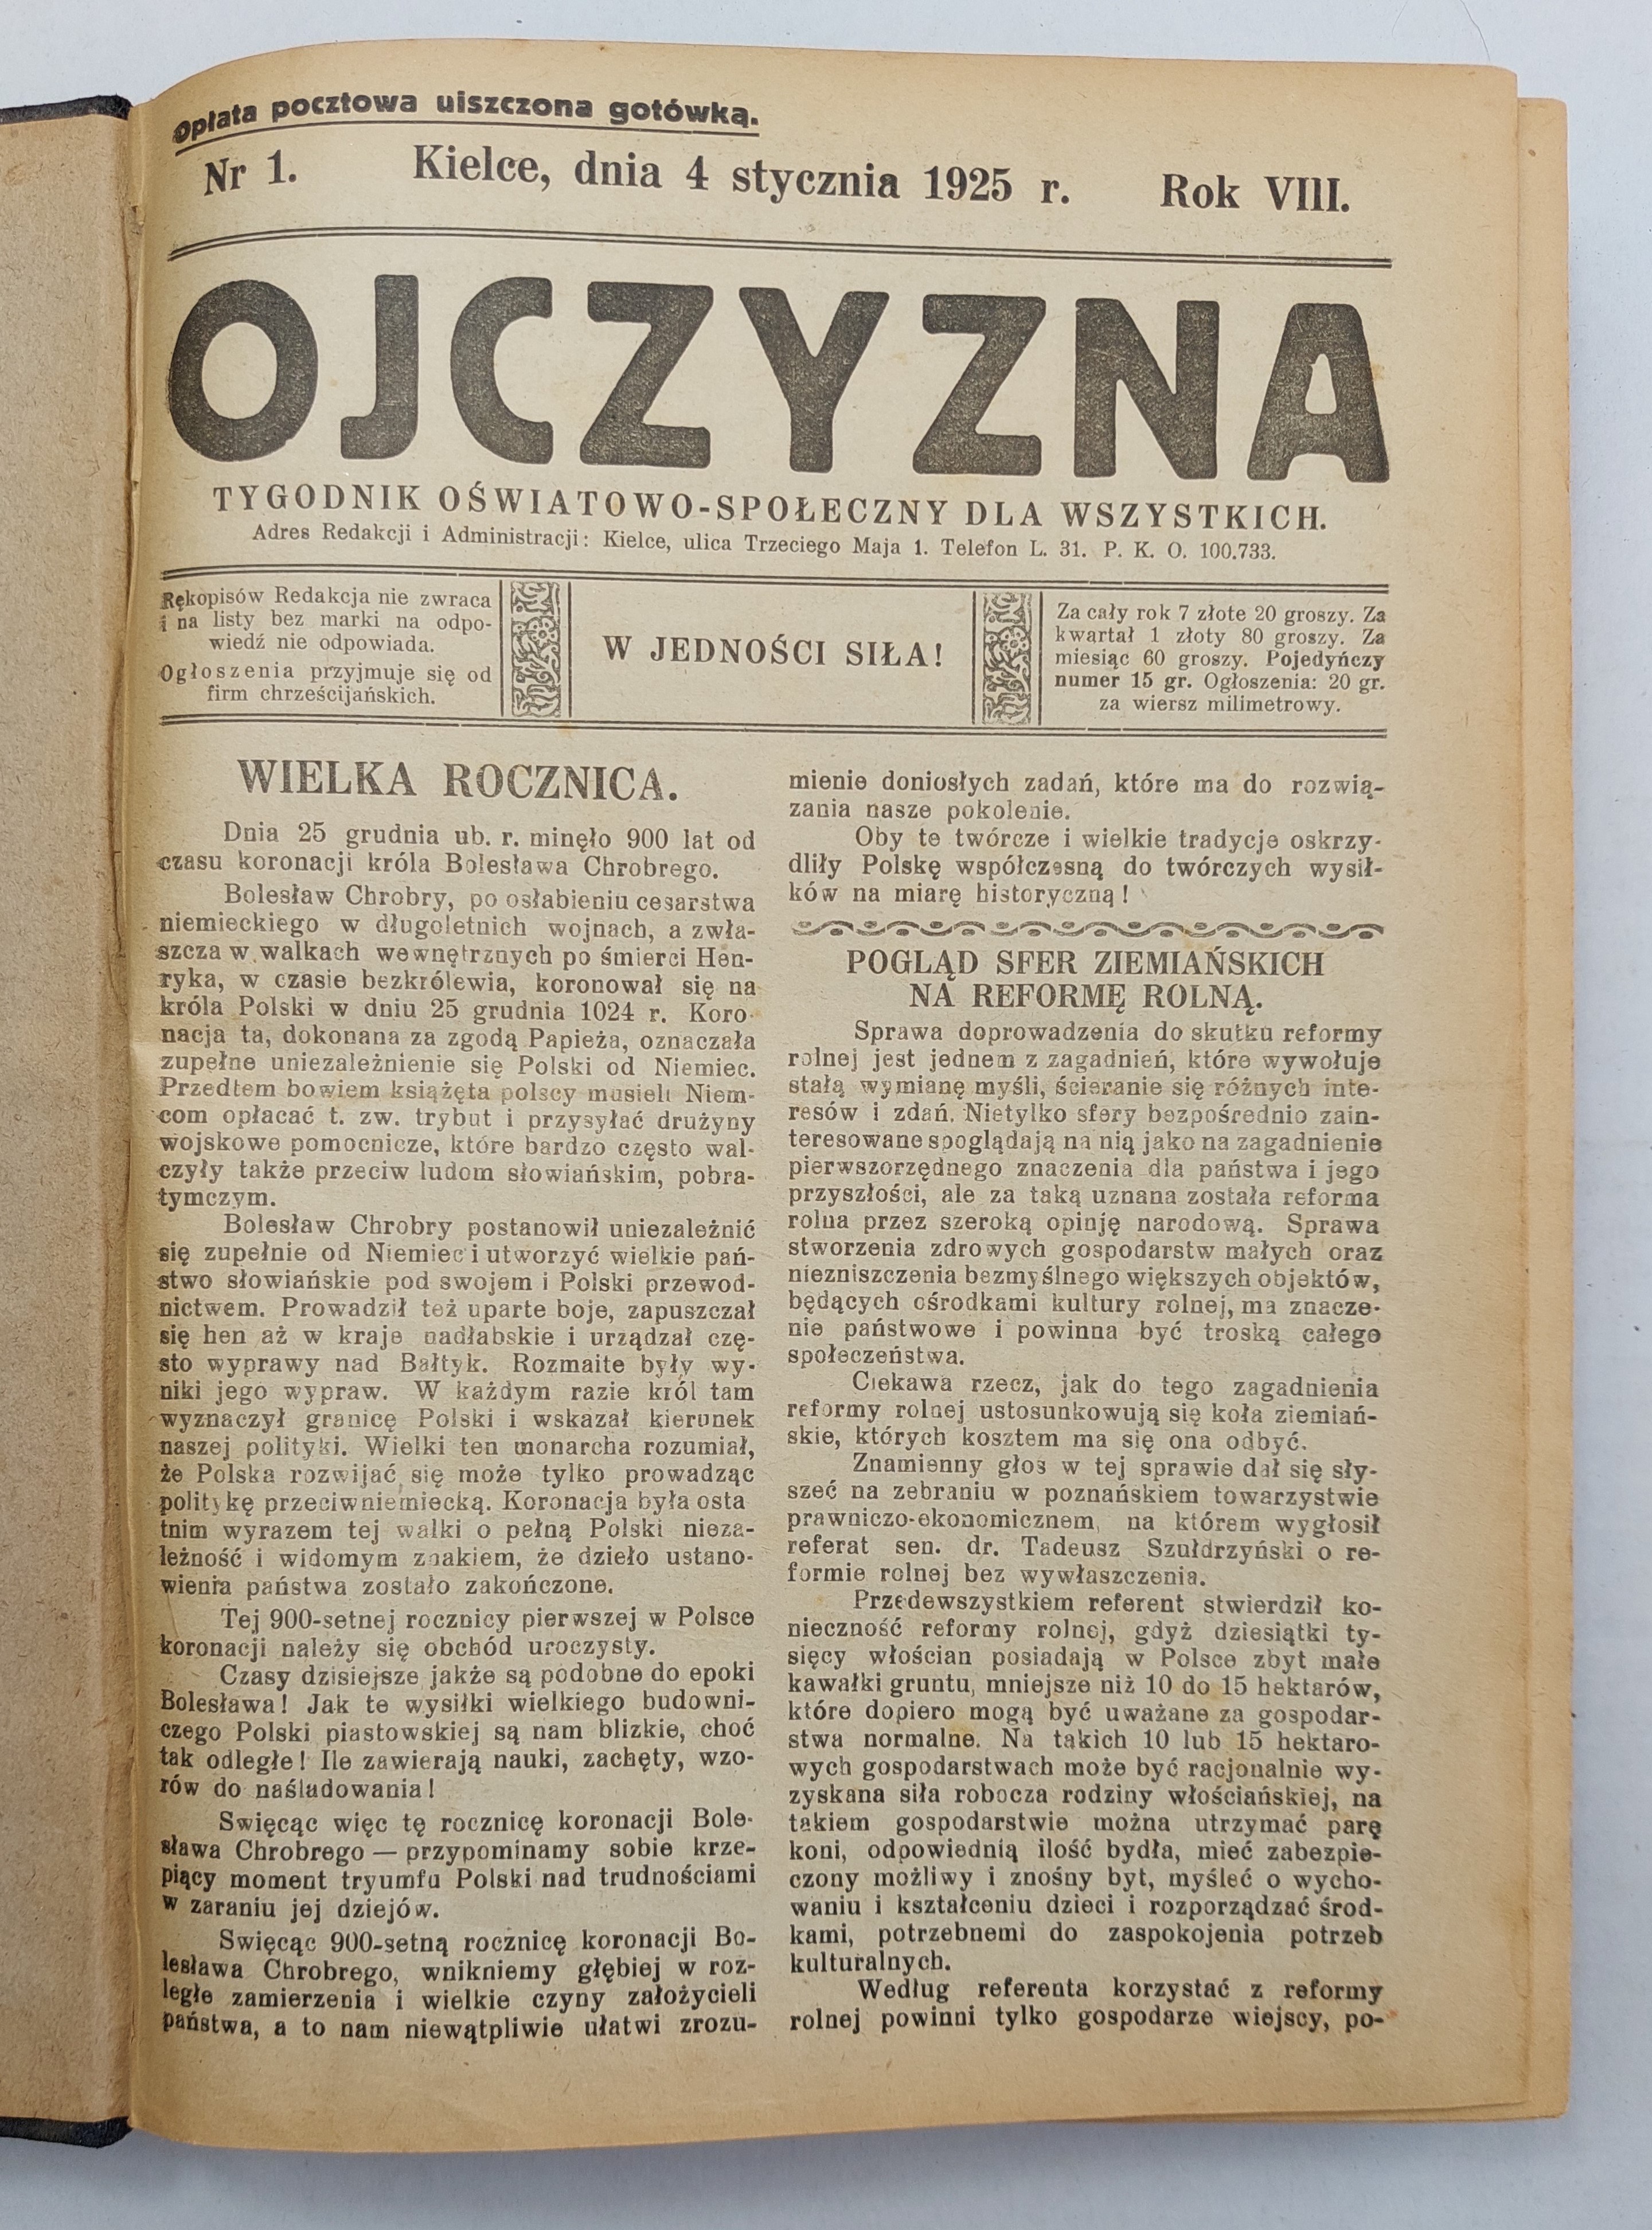 Opłata pocztowa uiszczona gotówką.
Nr 1. Kielce, dnia 4 stycznia 1925 r. Rok VIII.
OJCZYZNA
TYGODNIK OŚWIATOWO-SPOŁECZNY DLA WSZYSTKICH.
Adres Redakcji i Administracji: Kielce, ulica Trzeciego Maja 1. Telefon L. 31. P. K. O. 100.733.
Rękopisów Redakcja nie zwraca
i na listy bez marki na odpo-
wiedź nie odpowiada.
Ogłoszenia przyjmuje się od
firm chrześcijańskich.
W JEDNOŚCI SIŁA!
Za cały rok 7 złote 20 groszy. Za
kwartał 1 złoty 80 groszy. Za
miesiąc 60 groszy. Pojedyńczy
numer 15 gr. Ogłoszenia: 20 gr.
za wiersz milimetrowy.
WIELKA ROCZNICA.
Dnia 25 grudnia ub. r. minęło 900 lat od
czasu koronacji króla Bolesława Chrobrego.
Bolesław Chrobry, po osłabieniu cesarstwa
niemieckiego w długoletnich wojnach, a zwła-
szcza w walkach wewnętrznych po śmierci Hen-
ryka, w czasie bezkrólewia, koronował się na
króla Polski w dniu 25 grudnia 1024 r. Koro-
nacja ta, dokonana za zgodą Papieża, oznaczała
zupełne uniezależnienie się Polski od Niemiec.
Przedtem bowiem książęta polscy musieli Niem-
com opłacać t. zw. trybut i przysyłać drużyny
wojskowe pomocnicze, które bardzo często wal-
czyły także przeciw ludom słowiańskim, pobra-
tymczym.
Bolesław Chrobry postanowił uniezależnić
się zupełnie od Niemiec i utworzyć wielkie pań-
stwo słowiańskie pod swojem i Polski przewod-
nictwem. Prowadził też uparte boje, zapuszczał
się hen aż w kraje nadłabskie i urządzał czę-
sto wyprawy nad Bałtyk. Rozmaite były wy-
niki jego wypraw. W każdym razie król tam
wyznaczył granicę Polski i wskazał kierunek
naszej polityki. Wielki ten monarcha rozumiał,
że Polska rozwijać się może tylko prowadząc
politykę przeciwniemiecką. Koronacja była osta
tnim wyrazem tej walki o pełną Polski nieza-
leżność i widomym znakiem, że dzieło ustano-
wienia państwa zostało zakończone.
Tej 900-setnej rocznicy pierwszej w Polsce
koronacji należy się obchód uroczysty.
Czasy dzisiejsze jakże są podobne do epoki
Bolesława! Jak te wysiłki wielkiego budowni-
czego Polski piastowskiej są nam blizkie, choć
tak odległe! Ile zawierają nauki, zachęty, wzo-
rów do naśladowania!
Swięcąc więc tę rocznicę koronacji Bole-
sława Chrobrego — przypominamy sobie krze-
piący moment tryumfu Polski nad trudnościami
w zaraniu jej dziejów.
Swięcąc 900-setną rocznicę koronacji Bo-
lesława Chrobrego, wnikniemy głębiej w roz-
ległe zamierzenia i wielkie czyny założycieli
państwa, a to nam niewątpliwie ułatwi zrozu-
mienie doniosłych zadań, które ma do rozwią-
zania nasze pokolenie.
Oby te twórcze i wielkie tradycje oskrzy-
dliły Polskę współczesną do twórczych wysił-
ków na miarę historyczną!
POGLĄD SFER ZIEMIAŃSKICH
NA REFORMĘ ROLNĄ.
Sprawa doprowadzenia do skutku reformy
rolnej jest jednem z zagadnień, które wywołuje
stałą wymianę myśli, ścieranie się różnych inte-
resów i zdań. Nietylko sfery bezpośrednio zain-
teresowane spoglądają na nią jako na zagadnienie
pierwszorzędnego znaczenia dla państwa i jego
przyszłości, ale za taką uznana została reforma
rolna przez szeroką opinję narodową. Sprawa
stworzenia zdrowych gospodarstw małych oraz
niezniszczenia bezmyślnego większych objektów,
będących ośrodkami kultury rolnej, ma znacze-
nie państwowe i powinna być troską całego
społeczeństwa.
Ciekawa rzecz, jak do tego zagadnienia
reformy rolnej ustosunkowują się koła ziemiań-
skie, których kosztem ma się ona odbyć.
Znamienny głos w tej sprawie dał się sły-
szeć na zebraniu w poznańskiem towarzystwie
prawniczo-ekonomicznem, na którem wygłosił
referat sen. dr. Tadeusz Szułdrzyński o re-
formie rolnej bez wywłaszczenia.
Przedewszystkiem referent stwierdził ko-
nieczność reformy rolnej, gdyż dziesiątki ty-
sięcy włościan posiadają w Polsce zbyt małe
kawałki gruntu, mniejsze niż 10 do 15 hektarów,
które dopiero mogą być uważane za gospodar-
stwa normalne. Na takich 10 lub 15 hektaro-
wych gospodarstwach może być racjonalnie wy-
zyskana siła robocza rodziny włościańskiej, na
takiem gospodarstwie można utrzymać parę
koni, odpowiednią ilość bydła, mieć zabezpie-
czony możliwy i znośny byt, myśleć o wycho-
waniu i kształceniu dzieci i rozporządzać środ-
kami, potrzebnemi do zaspokojenia potrzeb
kulturalnych.
Według referenta korzystać z reformy
rolnej powinni tylko gospodarze wiejscy, po-